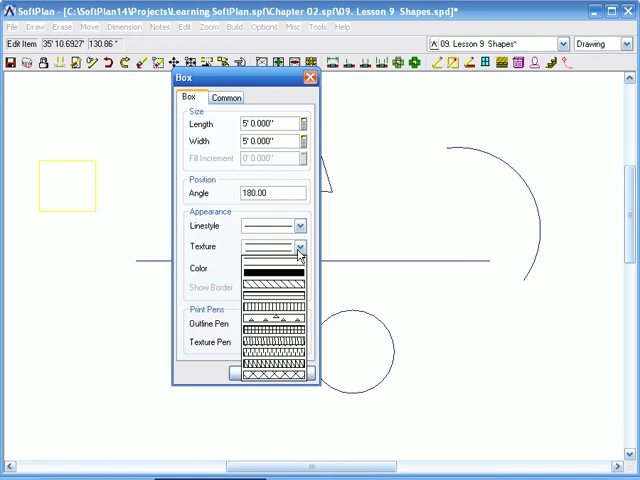 SoftPlan - [C:\SoftPlan14\Projects\Learning SoftPlan.spf\Chapter 02.spf\09. Lesson 9  Shapes.spd]*
File Draw Erase Move Dimension Notes Edit Zoom Build Options Misc Tools Help
Edit Item 35' 10.6927" 130.86 ° 09. Lesson 9 Shapes* Drawing
Box
Box Common
Size
Length 5' 0.000"
Width 5' 0.000"
Fill Increment 0' 0.000"
Position
Angle 180.00
Appearance
Linestyle
Texture
Color
Show Border
Print Pens
Outline Pen
Texture Pen